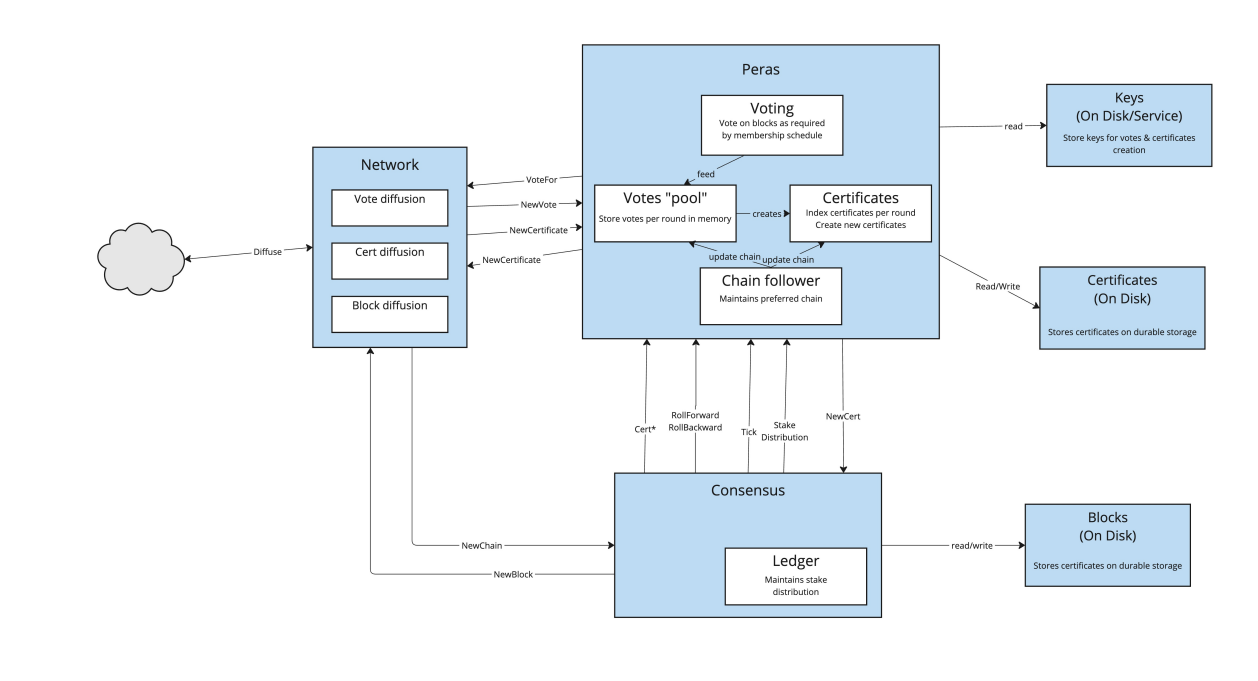 Peras
Voting
Vote on blocks as required
by membership schedule
feed
Votes "pool"
Store votes per round in memory
creates
Certificates
Index certificates per round
Create new certificates
update chain
update chain
Chain follower
Maintains preferred chain
Keys
(On Disk/Service)
Store keys for votes & certificates
creation
read
Certificates
(On Disk)
Stores certificates on durable storage
Read/Write
Network
Vote diffusion
Cert diffusion
Block diffusion
Diffuse
VoteFor
NewVote
NewCertificate
NewCertificate
Cert*
RollForward
RollBackward
Tick
Stake
Distribution
NewCert
Consensus
Ledger
Maintains stake
distribution
NewChain
NewBlock
read/write
Blocks
(On Disk)
Stores certificates on durable storage